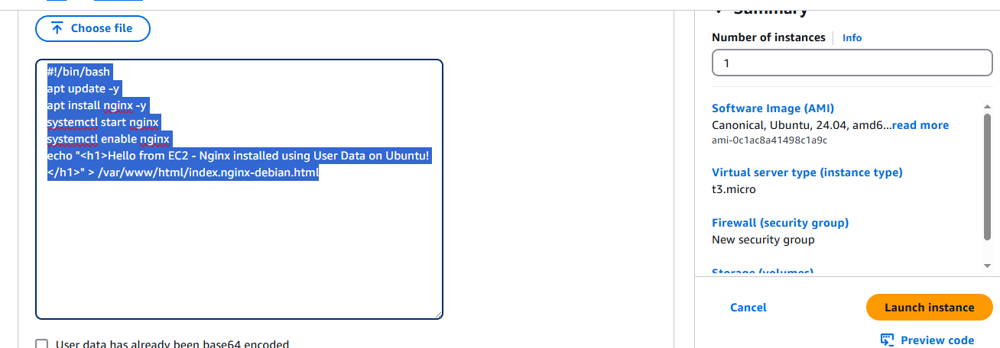 Choose file
#!/bin/bash
apt update -y
apt install nginx -y
systemctl start nginx
systemctl enable nginx
echo "<h1>Hello from EC2 - Nginx installed using User Data on Ubuntu!
</h1>" > /var/www/html/index.nginx-debian.html
User data has already been base64 encoded
Summary
Number of instances
Info
1
Software Image (AMI)
Canonical, Ubuntu, 24.04, amd6...read more
ami-0c1ac8a41498c1a9c
Virtual server type (instance type)
t3.micro
Firewall (security group)
New security group
Storage (volumes)
Cancel
Launch instance
Preview code